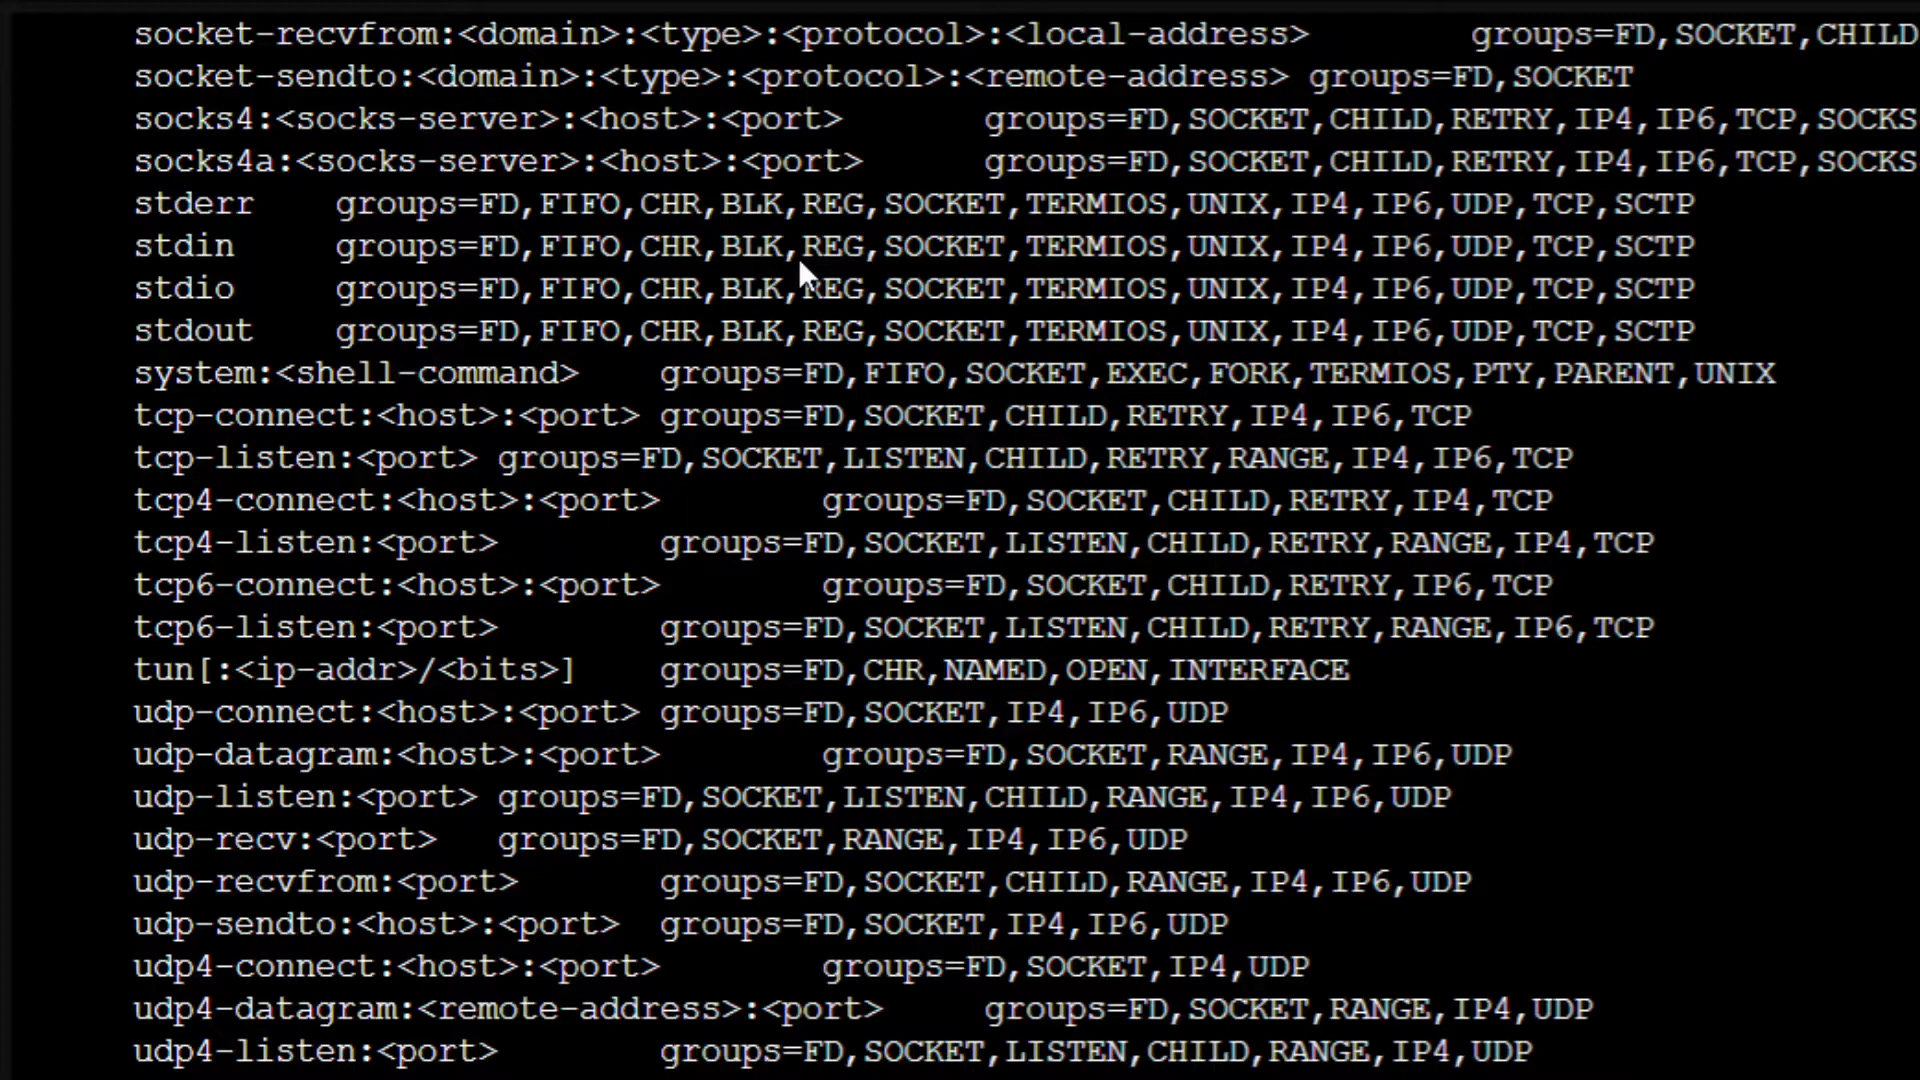 socket-recvfrom:<domain>:<type>:<protocol>:<local-address> groups=FD,SOCKET,CHILD
socket-sendto:<domain>:<type>:<protocol>:<remote-address> groups=FD,SOCKET
socks4:<socks-server>:<host>:<port> groups=FD,SOCKET,CHILD,RETRY,IP4,IP6,TCP,SOCKS
socks4a:<socks-server>:<host>:<port> groups=FD,SOCKET,CHILD,RETRY,IP4,IP6,TCP,SOCKS
stderr groups=FD,FIFO,CHR,BLK,REG,SOCKET,TERMIOS,UNIX,IP4,IP6,UDP,TCP,SCTP
stdin groups=FD,FIFO,CHR,BLK,REG,SOCKET,TERMIOS,UNIX,IP4,IP6,UDP,TCP,SCTP
stdio groups=FD,FIFO,CHR,BLK,REG,SOCKET,TERMIOS,UNIX,IP4,IP6,UDP,TCP,SCTP
stdout groups=FD,FIFO,CHR,BLK,REG,SOCKET,TERMIOS,UNIX,IP4,IP6,UDP,TCP,SCTP
system:<shell-command> groups=FD,FIFO,SOCKET,EXEC,FORK,TERMIOS,PTY,PARENT,UNIX
tcp-connect:<host>:<port> groups=FD,SOCKET,CHILD,RETRY,IP4,IP6,TCP
tcp-listen:<port> groups=FD,SOCKET,LISTEN,CHILD,RETRY,RANGE,IP4,IP6,TCP
tcp4-connect:<host>:<port> groups=FD,SOCKET,CHILD,RETRY,IP4,TCP
tcp4-listen:<port> groups=FD,SOCKET,LISTEN,CHILD,RETRY,RANGE,IP4,TCP
tcp6-connect:<host>:<port> groups=FD,SOCKET,CHILD,RETRY,IP6,TCP
tcp6-listen:<port> groups=FD,SOCKET,LISTEN,CHILD,RETRY,RANGE,IP6,TCP
tun[:<ip-addr>/<bits>] groups=FD,CHR,NAMED,OPEN,INTERFACE
udp-connect:<host>:<port> groups=FD,SOCKET,IP4,IP6,UDP
udp-datagram:<host>:<port> groups=FD,SOCKET,RANGE,IP4,IP6,UDP
udp-listen:<port> groups=FD,SOCKET,LISTEN,CHILD,RANGE,IP4,IP6,UDP
udp-recv:<port> groups=FD,SOCKET,RANGE,IP4,IP6,UDP
udp-recvfrom:<port> groups=FD,SOCKET,CHILD,RANGE,IP4,IP6,UDP
udp-sendto:<host>:<port> groups=FD,SOCKET,IP4,IP6,UDP
udp4-connect:<host>:<port> groups=FD,SOCKET,IP4,UDP
udp4-datagram:<remote-address>:<port> groups=FD,SOCKET,RANGE,IP4,UDP
udp4-listen:<port> groups=FD,SOCKET,LISTEN,CHILD,RANGE,IP4,UDP